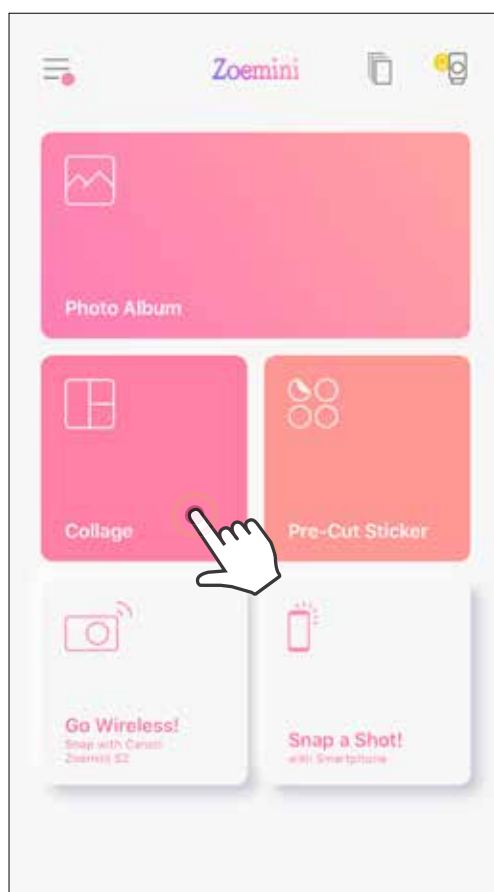 Zoemini
Photo Album
Collage
Pre-Cut Sticker
Go Wireless!
Snap with Canon
Zoemini S2
Snap a Shot!
with Smartphone